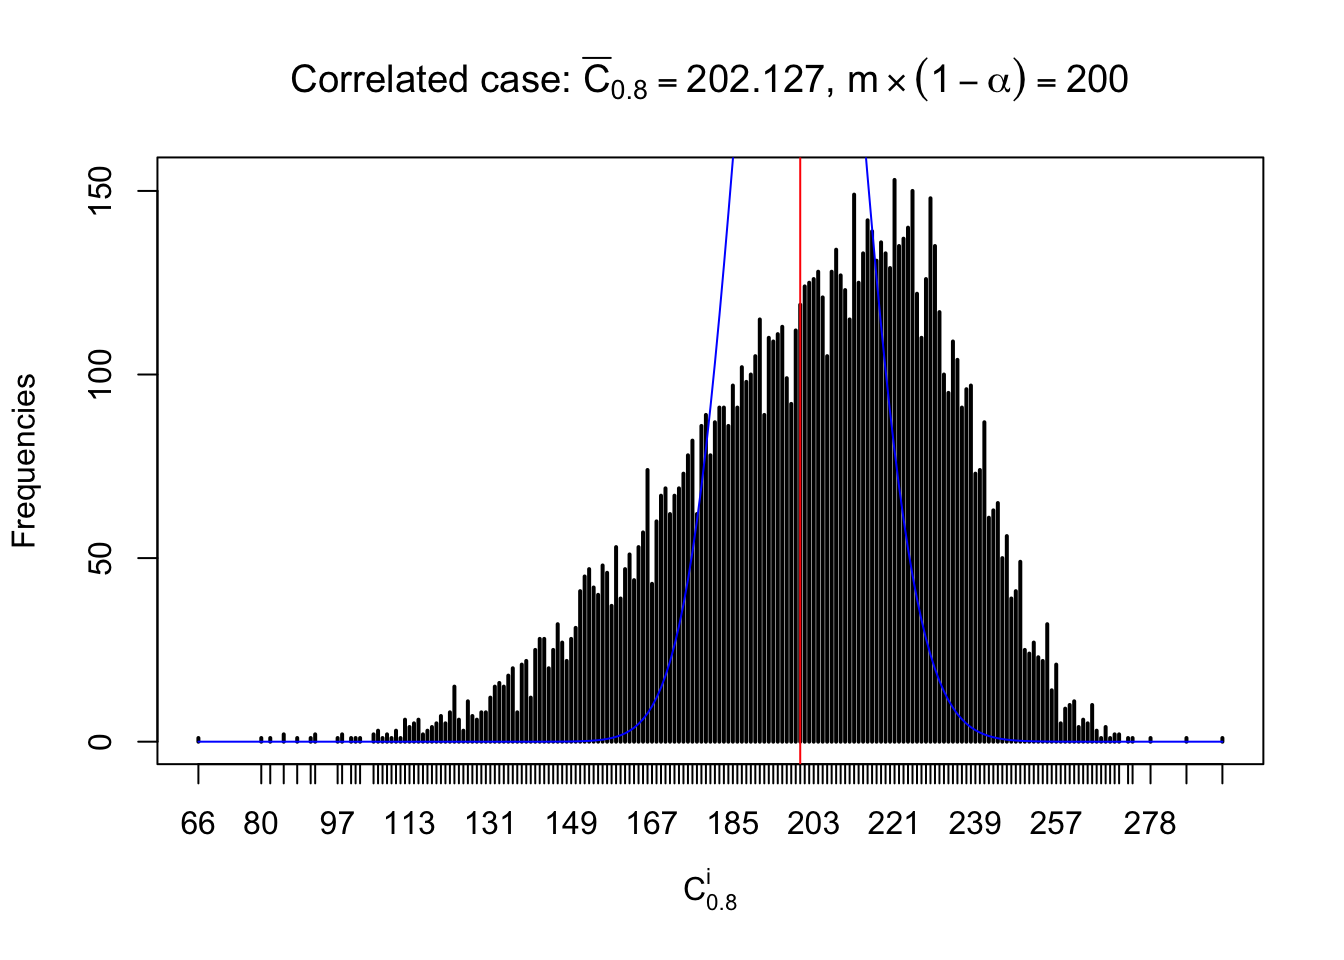 Correlated case: C̅0.8 = 202.127, m × (1 − α) = 200
Frequencies
150
100
50
0
66 80 97 113 131 149 167 185 203 221 239 257 278
C^i_0.8